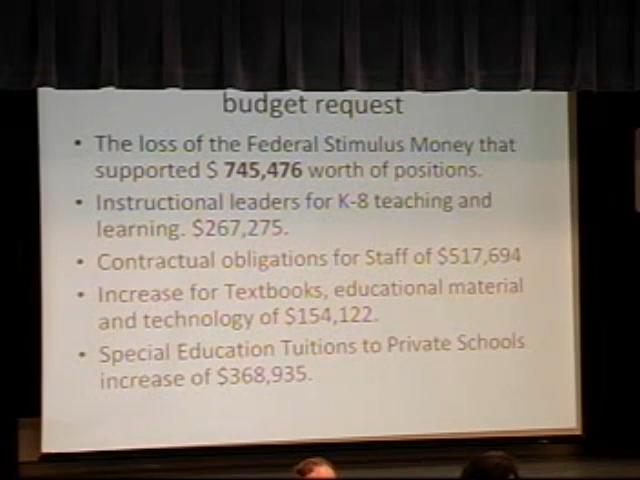 budget request
• The loss of the Federal Stimulus Money that
supported $ 745,476 worth of positions.
• Instructional leaders for K-8 teaching and
learning. $267,275.
• Contractual obligations for Staff of $517,694
• Increase for Textbooks, educational material
and technology of $154,122.
• Special Education Tuitions to Private Schools
increase of $368,935.